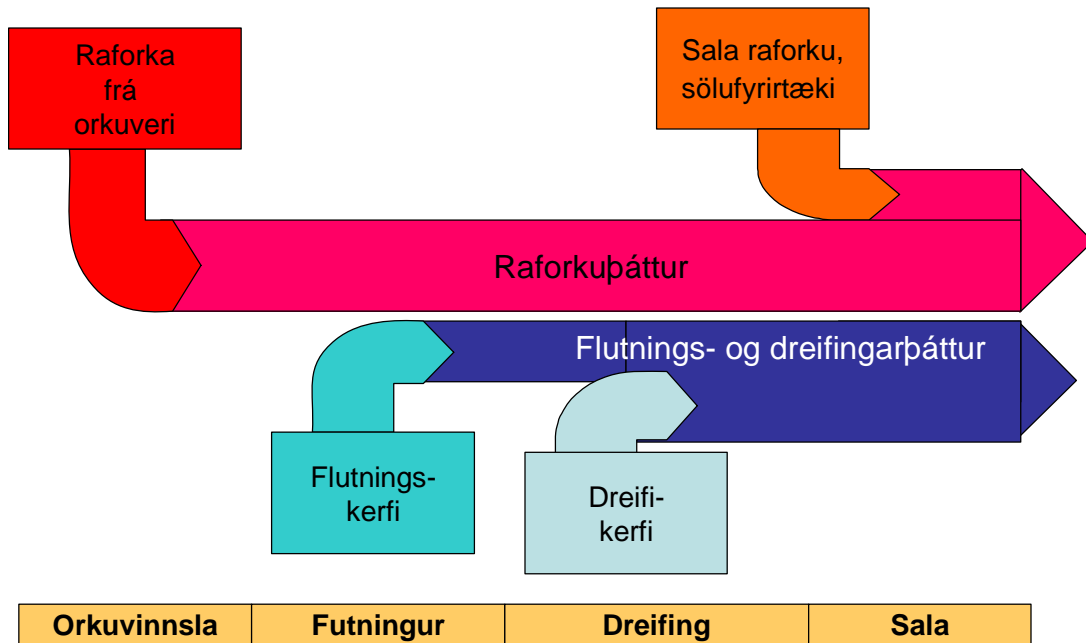 Raforka
frá
orkuveri
Sala raforku,
sölufyrirtæki
Raforkuþáttur
Flutnings- og dreifingarþáttur
Flutnings-
kerfi
Dreifi-
kerfi
Orkuvinnsla
Futningur
Dreifing
Sala